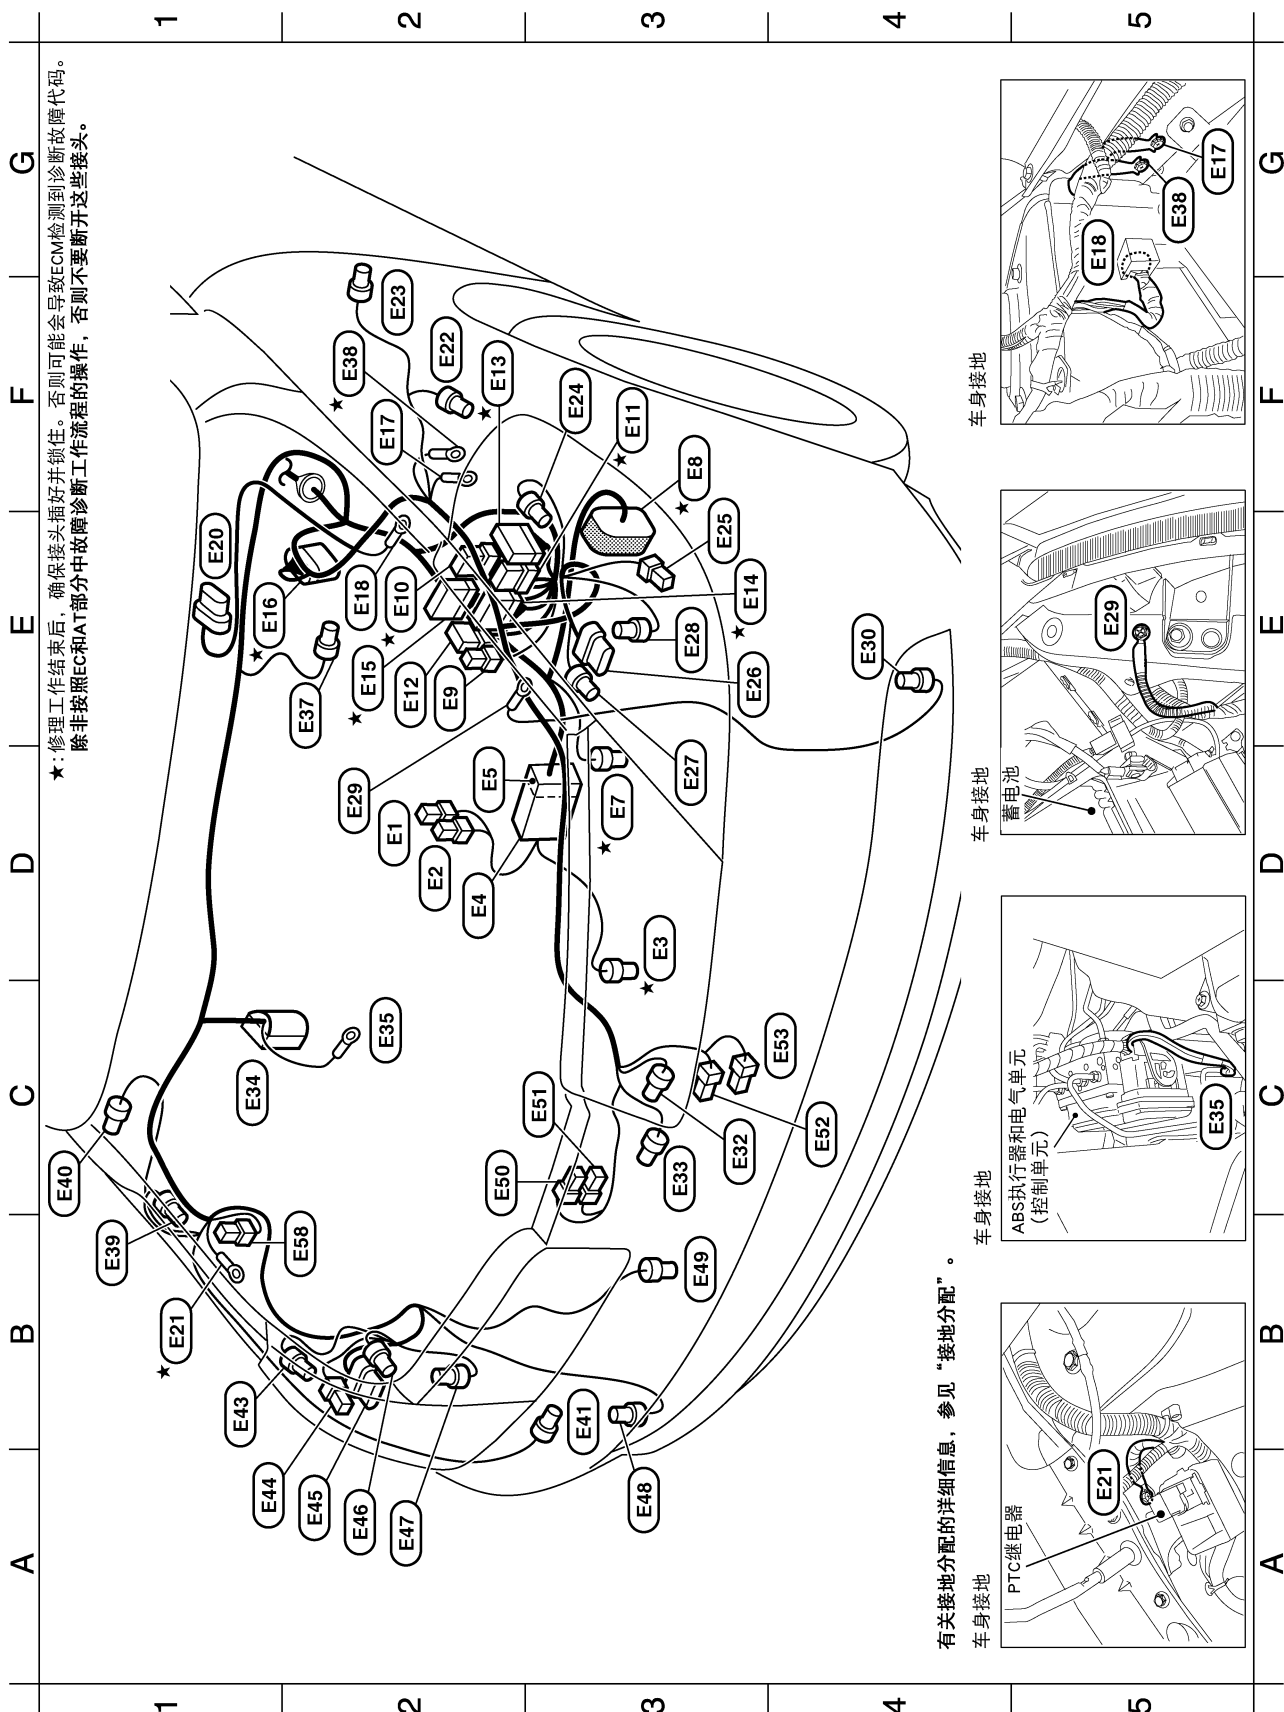 1
2
3
4
5
G
F
E
D
C
B
A
★:修理工作结束后，确保接头插好并锁住。否则可能会导致ECM检测到诊断故障代码。
除非按照EC和AT部分中故障诊断工作流程的操作，否则不要断开这些接头。
E23
E38
★
E22
E13
★
E17
E24
E11
★
E8
★
E20
E25
E16
★
E18
E10
★
E14
★
E28
E30
E37
E15
★
E12
E9
E26
E29
E5
E27
E1
E7
★
E2
E4
E3
★
E35
E34
E53
E51
E52
E40
E50
E33
E32
E39
E58
E49
E21
★
E43
E41
E44
E45
E46
E47
E48
有关接地分配的详细信息，参见“接地分配”。
车身接地
PTC继电器
E21
车身接地
ABS执行器和电气单元
（控制单元）
E35
车身接地
蓄电池
E29
车身接地
E18
E38
E17
G
F
E
D
C
B
A
1
2
3
4
5